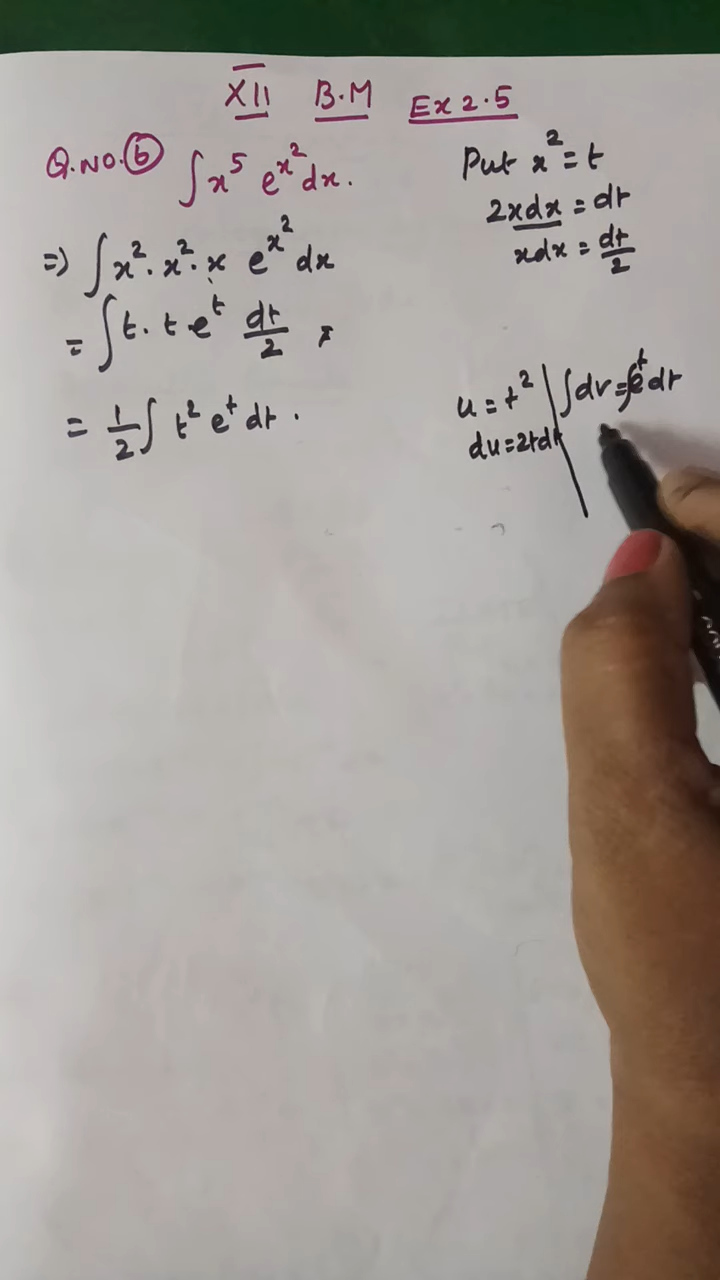 XII B.M Ex 2.5
Q.NO.(6) ∫x⁵ e^(x²) dx.
Put x² = t
2xdx = dt
xdx = dt/2
=) ∫x². x². x e^(x²) dx
= ∫t. t. e^t dt/2
= 1/2 ∫ t² e^t dt.
u = t² | ∫dv = ∫e^t dt
du = 2tdt